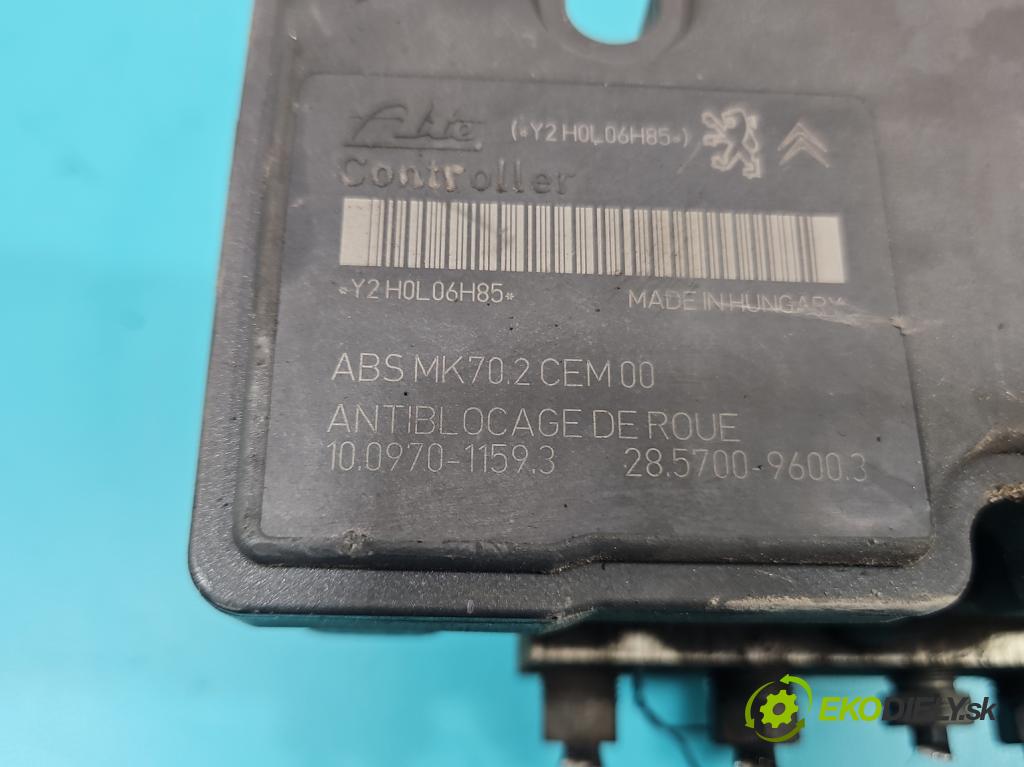 Ate (*Y2 H0L06H85*)
Controller
*Y2 H0L06H85* MADE IN HUNGARY*
ABS MK70.2 CEM 00
ANTIBLOCAGE DE ROUE
10.0970-1159.3 28.5700-9600.3
EKODIELY.sk